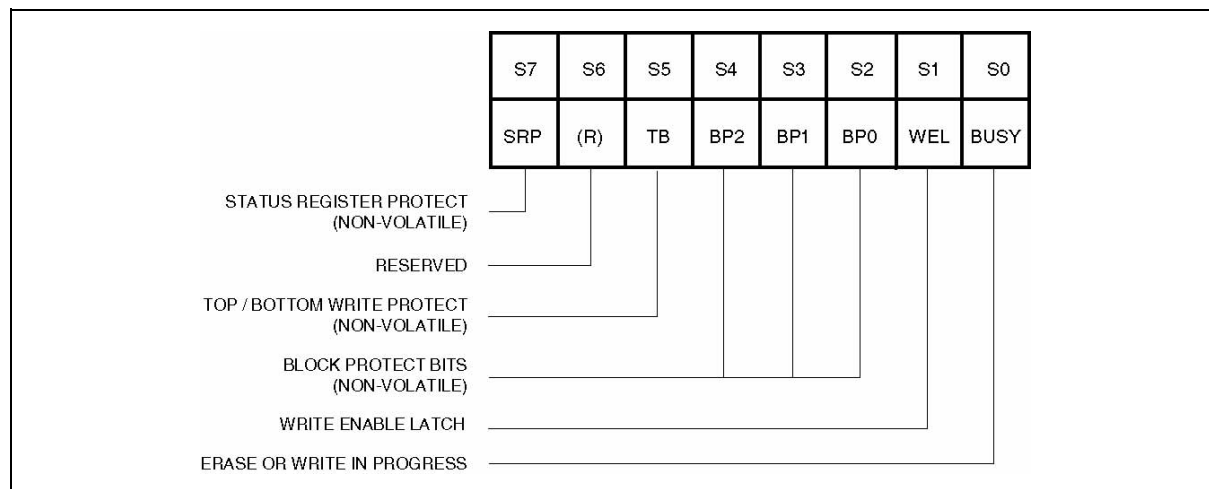 S7 S6 S5 S4 S3 S2 S1 S0
SRP (R) TB BP2 BP1 BP0 WEL BUSY
STATUS REGISTER PROTECT
(NON-VOLATILE)
RESERVED
TOP / BOTTOM WRITE PROTECT
(NON-VOLATILE)
BLOCK PROTECT BITS
(NON-VOLATILE)
WRITE ENABLE LATCH
ERASE OR WRITE IN PROGRESS